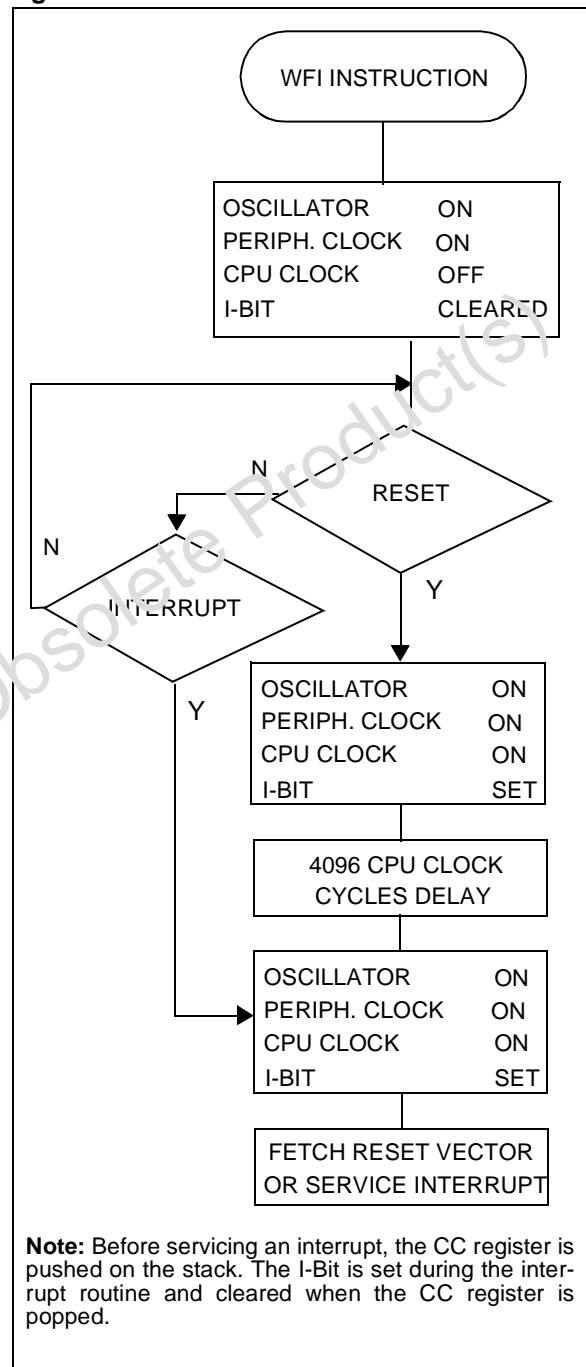 WFI INSTRUCTION
OSCILLATOR ON
PERIPH. CLOCK ON
CPU CLOCK OFF
I-BIT CLEARED
N
RESET
N
INTERRUPT
Y
Y
OSCILLATOR ON
PERIPH. CLOCK ON
CPU CLOCK ON
I-BIT SET
4096 CPU CLOCK
CYCLES DELAY
OSCILLATOR ON
PERIPH. CLOCK ON
CPU CLOCK ON
I-BIT SET
FETCH RESET VECTOR
OR SERVICE INTERRUPT
Note: Before servicing an interrupt, the CC register is
pushed on the stack. The I-Bit is set during the inter-
rupt routine and cleared when the CC register is
popped.
Obsolete Product(s)